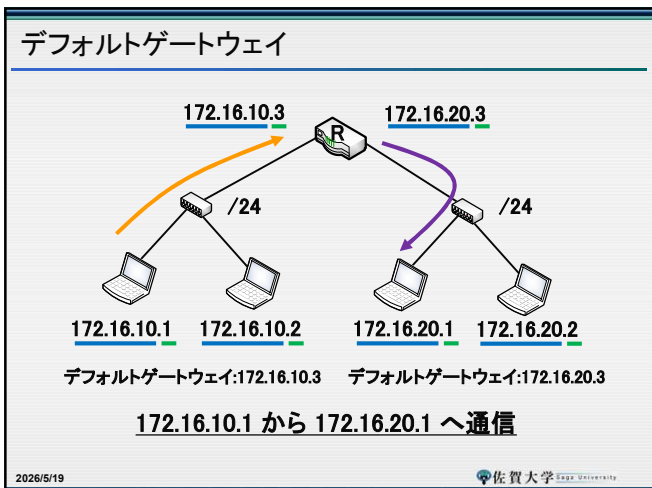 デフォルトゲートウェイ
172.16.10.3
R
172.16.20.3
/24
/24
172.16.10.1
172.16.10.2
172.16.20.1
172.16.20.2
デフォルトゲートウェイ:172.16.10.3
デフォルトゲートウェイ:172.16.20.3
172.16.10.1 から 172.16.20.1 へ通信
2026/5/19
佐賀大学 Saga University